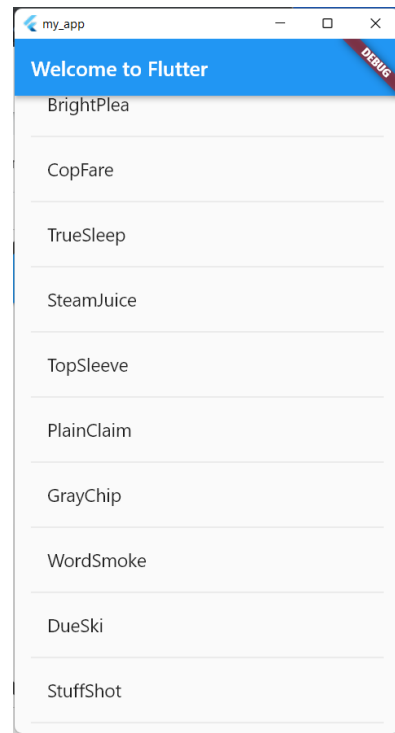 my_app
Welcome to Flutter
DEBUG
BrightPlea
CopFare
TrueSleep
SteamJuice
TopSleeve
PlainClaim
GrayChip
WordSmoke
DueSki
StuffShot